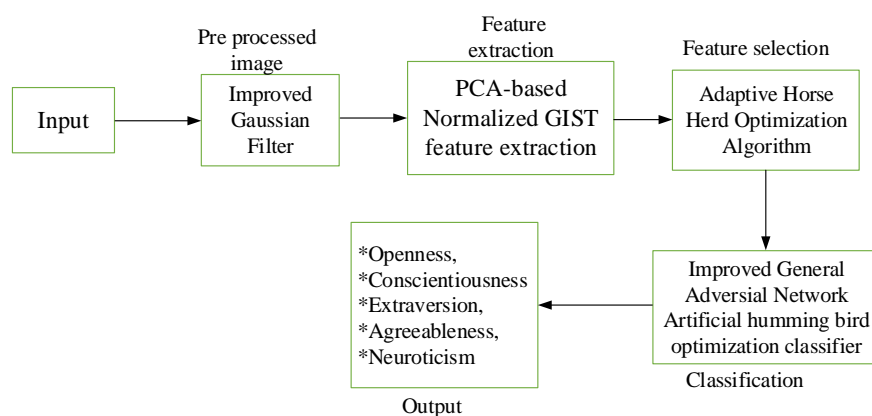 Input
Pre processed
image
Improved
Gaussian
Filter
Feature
extraction
PCA-based
Normalized GIST
feature extraction
Feature selection
Adaptive Horse
Herd Optimization
Algorithm
Improved General
Adversial Network
Artificial humming bird
optimization classifier
Classification
*Openness,
*Conscientiousness
*Extraversion,
*Agreeableness,
*Neuroticism
Output